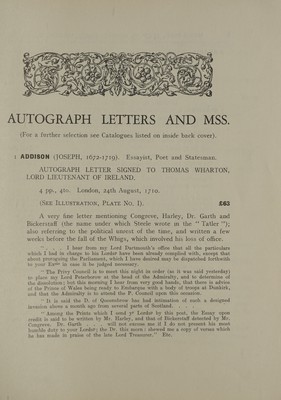 AUTOGRAPH LETTERS AND MSS.
(For a further selection see Catalogues listed on inside back cover).
1 ADDISON (JOSEPH, 1672-1719). Essayist, Poet and Statesman.
AUTOGRAPH LETTER SIGNED TO THOMAS WHARTON,
LORD LIEUTENANT OF IRELAND.
4 pp., 4to. London, 24th August, 1710.
(SEE ILLUSTRATION, PLATE NO. I). £63
A very fine letter mentioning Congreve, Harley, Dr. Garth and
Bickerstaff (the name under which Steele wrote in the "Tatler");
also referring to the political unrest of the time, and written a few
weeks before the fall of the Whigs, which involved his loss of office.
". . . I hear from my Lord Dartmouth's office that all the particulars
which I had in charge to his Lordsp have been already complied with, except that
about proroguing the Parliament, which I have desired may be dispatched forthwith
to your Excy in case it be judged necessary.
"The Privy Council is to meet this night in order (as it was said yesterday)
to place my Lord Peterborow at the head of the Admiralty, and to determine of
the dissolution; but this morning I hear from very good hands, that there is advice
of the Prince of Wales being ready to Embarque with a body of troops at Dunkirk,
and that the Admiralty is to attend the P. Council upon this occasion.
"It is said the D. of Queensberry has had intimation of such a designed
invasion above a month ago from several parts of Scotland. . . .
"Among the Points which I send yr Lordsp by this post, the Essay upon
credit is said to be written by Mr. Harley, and that of Bickerstaff detected by Mr.
Congreve. Dr. Garth . . . will not excuse me if I do not present his most
humble duty to your Lordsp; the Dr. this morn: shewed me a copy of verses which
he has made in praise of the late Lord Treasurer." Etc.